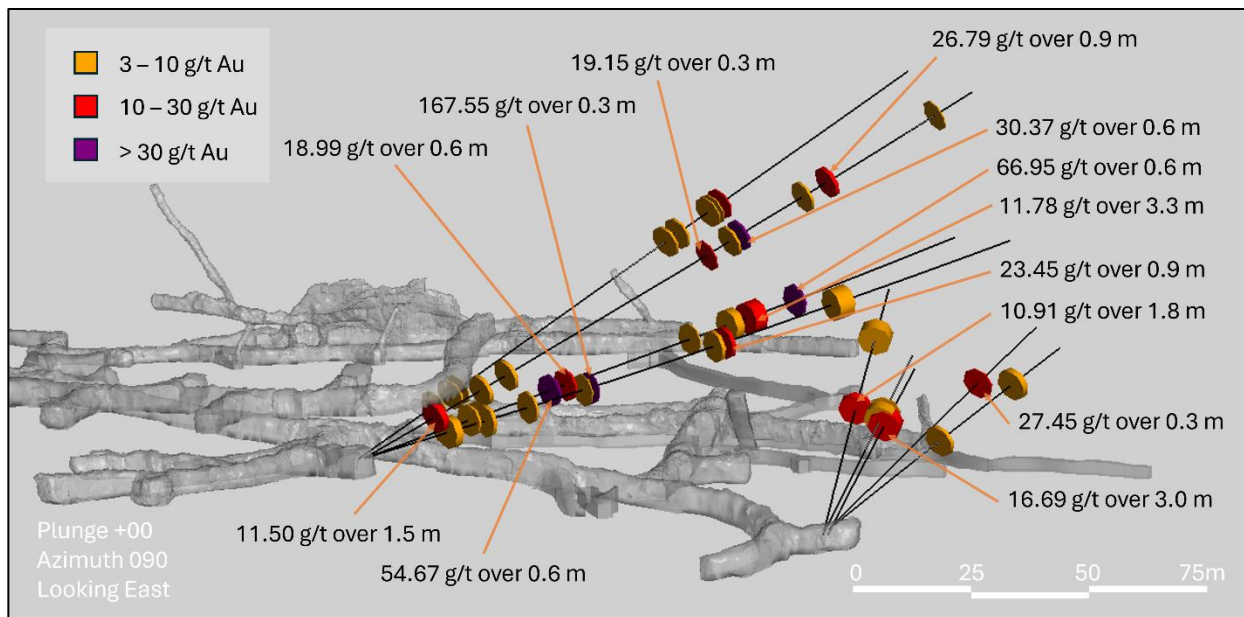 3 – 10 g/t Au
10 – 30 g/t Au
> 30 g/t Au
26.79 g/t over 0.9 m
19.15 g/t over 0.3 m
167.55 g/t over 0.3 m
18.99 g/t over 0.6 m
30.37 g/t over 0.6 m
66.95 g/t over 0.6 m
11.78 g/t over 3.3 m
23.45 g/t over 0.9 m
10.91 g/t over 1.8 m
27.45 g/t over 0.3 m
16.69 g/t over 3.0 m
11.50 g/t over 1.5 m
54.67 g/t over 0.6 m
Plunge +00
Azimuth 090
Looking East
0 25 50 75m